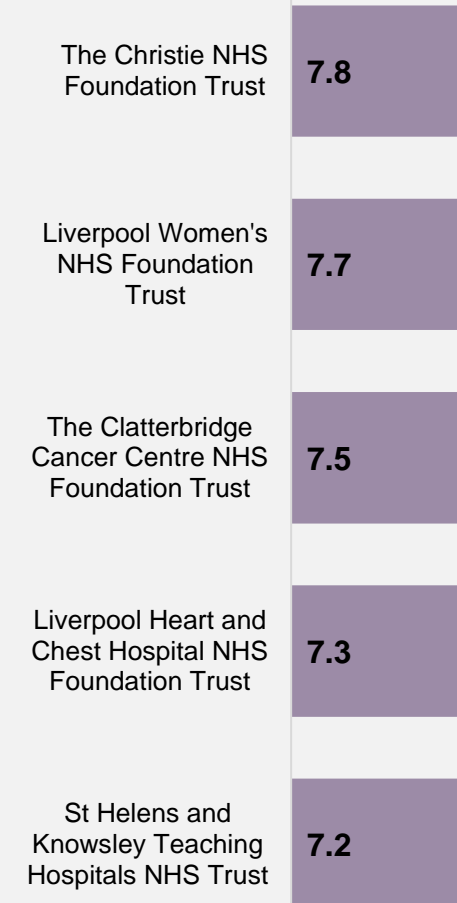 The Christie NHS
Foundation Trust
7.8
Liverpool Women's
NHS Foundation
Trust
7.7
The Clatterbridge
Cancer Centre NHS
Foundation Trust
7.5
Liverpool Heart and
Chest Hospital NHS
Foundation Trust
7.3
St Helens and
Knowsley Teaching
Hospitals NHS Trust
7.2